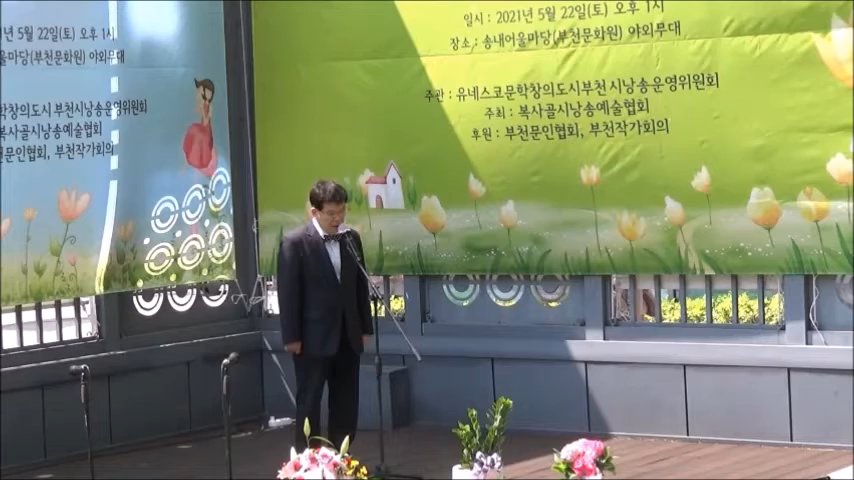 년 5월 22일(토) 오후 1시
마당(부천문화원) 야외무대
학창의도시부천시낭송운영위원회
복사골시낭송예술협회
천문인협회, 부천작가회의
일시 : 2021년 5월 22일(토) 오후 1시
장소 : 송내어울마당(부천문화원) 야외무대
주관 : 유네스코문학창의도시부천시낭송운영위원회
주최 : 복사골시낭송예술협회
후원 : 부천문인협회, 부천작가회의